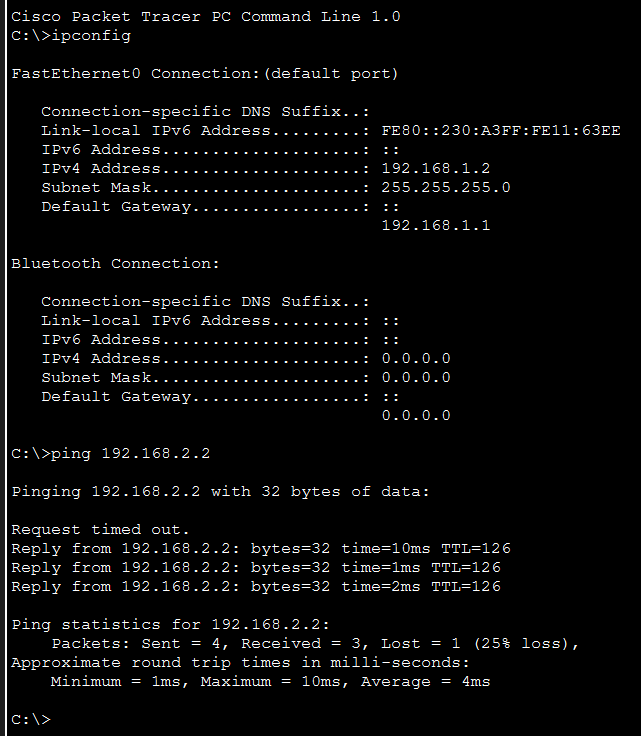 Cisco Packet Tracer PC Command Line 1.0
C:\>ipconfig
FastEthernet0 Connection:(default port)
Connection-specific DNS Suffix..:
Link-local IPv6 Address.........: FE80::230:A3FF:FE11:63EE
IPv6 Address....................: ::
IPv4 Address....................: 192.168.1.2
Subnet Mask.....................: 255.255.255.0
Default Gateway.................: ::
192.168.1.1
Bluetooth Connection:
Connection-specific DNS Suffix..:
Link-local IPv6 Address.........: ::
IPv6 Address....................: ::
IPv4 Address....................: 0.0.0.0
Subnet Mask.....................: 0.0.0.0
Default Gateway.................: ::
0.0.0.0
C:\>ping 192.168.2.2
Pinging 192.168.2.2 with 32 bytes of data:
Request timed out.
Reply from 192.168.2.2: bytes=32 time=10ms TTL=126
Reply from 192.168.2.2: bytes=32 time=1ms TTL=126
Reply from 192.168.2.2: bytes=32 time=2ms TTL=126
Ping statistics for 192.168.2.2:
Packets: Sent = 4, Received = 3, Lost = 1 (25% loss),
Approximate round trip times in milli-seconds:
Minimum = 1ms, Maximum = 10ms, Average = 4ms
C:\>